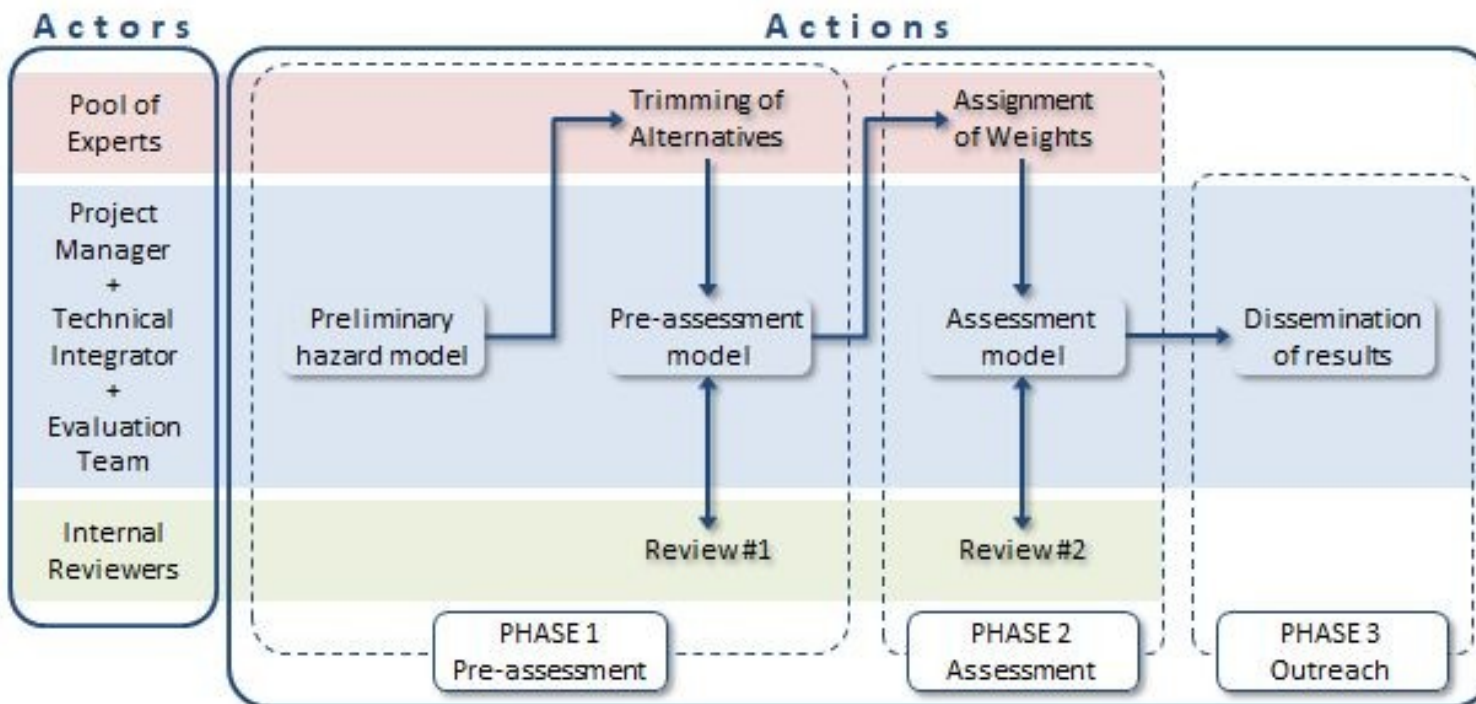 Actors
Actions
Pool of
Experts
Project
Manager
+
Technical
Integrator
+
Evaluation
Team
Internal
Reviewers
Trimming of
Alternatives
Assignment
of Weights
Preliminary
hazard model
Pre-assessment
model
Assessment
model
Dissemination
of results
Review #1
Review #2
PHASE 1
Pre-assessment
PHASE 2
Assessment
PHASE 3
Outreach